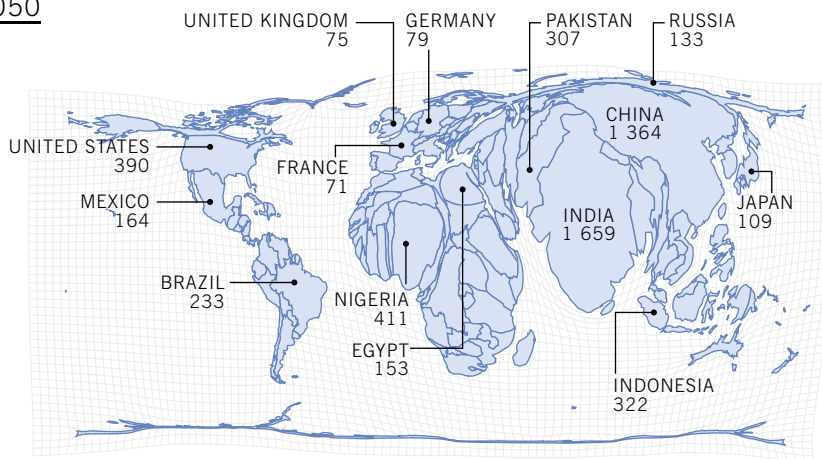 UNITED KINGDOM
75
GERMANY
79
PAKISTAN
307
RUSSIA
133
CHINA
1 364
UNITED STATES
390
FRANCE
71
MEXICO
164
JAPAN
109
INDIA
1 659
BRAZIL
233
NIGERIA
411
EGYPT
153
INDONESIA
322